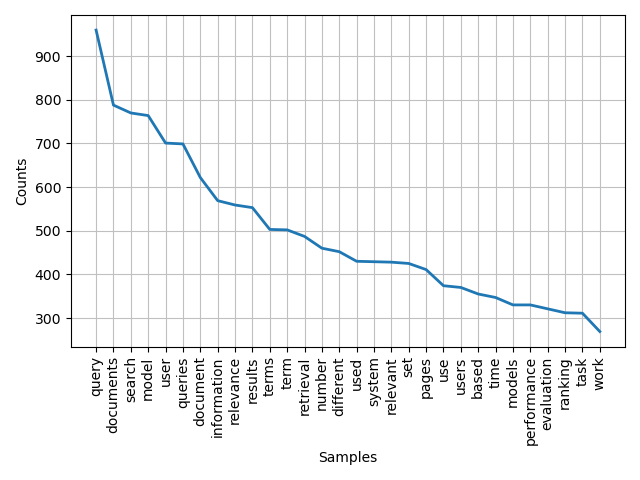 900
800
700
600
500
400
300
Counts
query
documents
search
model
user
queries
document
information
relevance
results
terms
term
retrieval
number
different
used
system
relevant
set
pages
use
users
based
time
models
performance
evaluation
ranking
task
work
Samples